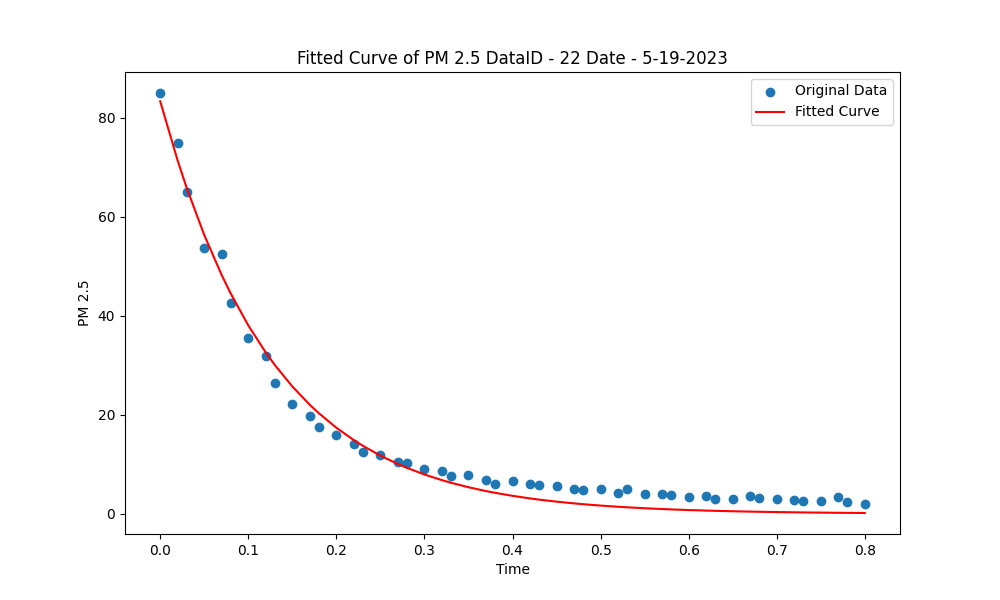 Fitted Curve of PM 2.5 DataID - 22 Date - 5-19-2023
Original Data
Fitted Curve
PM 2.5
80
60
40
20
0
0.0 0.1 0.2 0.3 0.4 0.5 0.6 0.7 0.8
Time